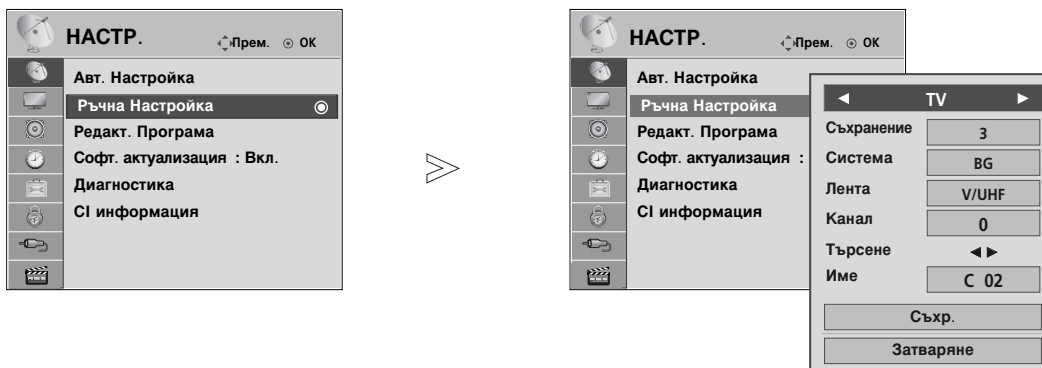 НАСТР.
Прем. OK
Авт. Настройка
Ръчна Настройка
Редакт. Програма
Софт. актуализация : Вкл.
Диагностика
CI информация
НАСТР.
Прем. OK
Авт. Настройка
Ръчна Настройка
Редакт. Програма
Софт. актуализация :
Диагностика
CI информация
◄ TV ►
Съхранение 3
Система BG
Лента V/UHF
Канал 0
Търсене ◄►
Име C 02
Съхр.
Затваряне